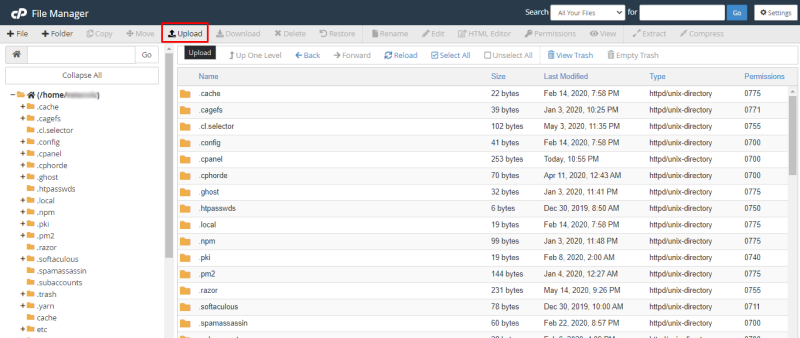 cP File Manager Search All Your Files for Go Settings
+ File + Folder Copy Move Upload Download Delete Restore Rename Edit HTML Editor Permissions View Extract Compress
Go Upload Up One Level Back Forward Reload Select All Unselect All View Trash Empty Trash
Collapse All
Name Size Last Modified Type Permissions
(/home/
.cache
.cagefs
.cl.selector
.config
.cpanel
.cphorde
.ghost
.htpasswds
.local
.npm
.pki
.pm2
.razor
.softaculous
.spamassassin
.subaccounts
.trash
.yarn
cache
etc
.cache 22 bytes Feb 14, 2020, 7:58 PM httpd/unix-directory 0775
.cagefs 39 bytes Jan 3, 2020, 10:25 PM httpd/unix-directory 0771
.cl.selector 102 bytes May 3, 2020, 11:35 PM httpd/unix-directory 0755
.config 41 bytes Feb 14, 2020, 7:58 PM httpd/unix-directory 0700
.cpanel 253 bytes Today, 10:55 PM httpd/unix-directory 0700
.cphorde 70 bytes Apr 11, 2020, 12:43 AM httpd/unix-directory 0700
.ghost 32 bytes Jan 3, 2020, 11:41 PM httpd/unix-directory 0775
.htpasswds 6 bytes Dec 30, 2019, 8:50 AM httpd/unix-directory 0750
.local 19 bytes Feb 14, 2020, 7:58 PM httpd/unix-directory 0775
.npm 99 bytes Jan 3, 2020, 11:48 PM httpd/unix-directory 0775
.pki 19 bytes Feb 8, 2020, 2:00 AM httpd/unix-directory 0740
.pm2 144 bytes Jan 4, 2020, 12:27 AM httpd/unix-directory 0775
.razor 231 bytes May 14, 2020, 9:26 PM httpd/unix-directory 0755
.softaculous 78 bytes Dec 30, 2019, 10:00 AM httpd/unix-directory 0711
.spamassassin 60 bytes Feb 22, 2020, 8:57 PM httpd/unix-directory 0700